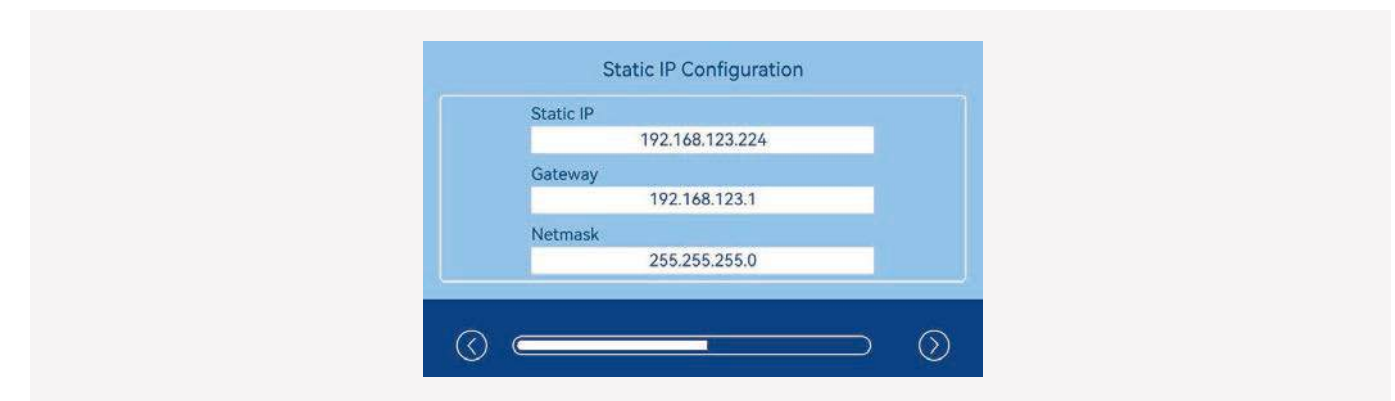 Static IP Configuration
Static IP
192.168.123.224
Gateway
192.168.123.1
Netmask
255.255.255.0